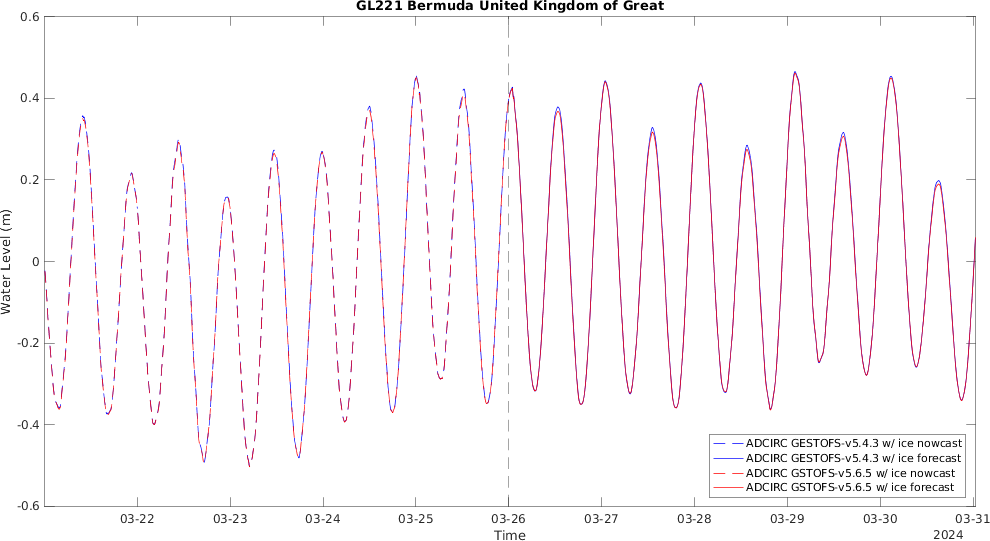 GL221 Bermuda United Kingdom of Great
Water Level (m)
0.6
0.4
0.2
0
-0.2
-0.4
-0.6
03-22
03-23
03-24
03-25
03-26
03-27
03-28
03-29
03-30
03-31
Time
2024
ADCIRC GESTOFS-v5.4.3 w/ ice nowcast
ADCIRC GESTOFS-v5.4.3 w/ ice forecast
ADCIRC GSTOFS-v5.6.5 w/ ice nowcast
ADCIRC GSTOFS-v5.6.5 w/ ice forecast